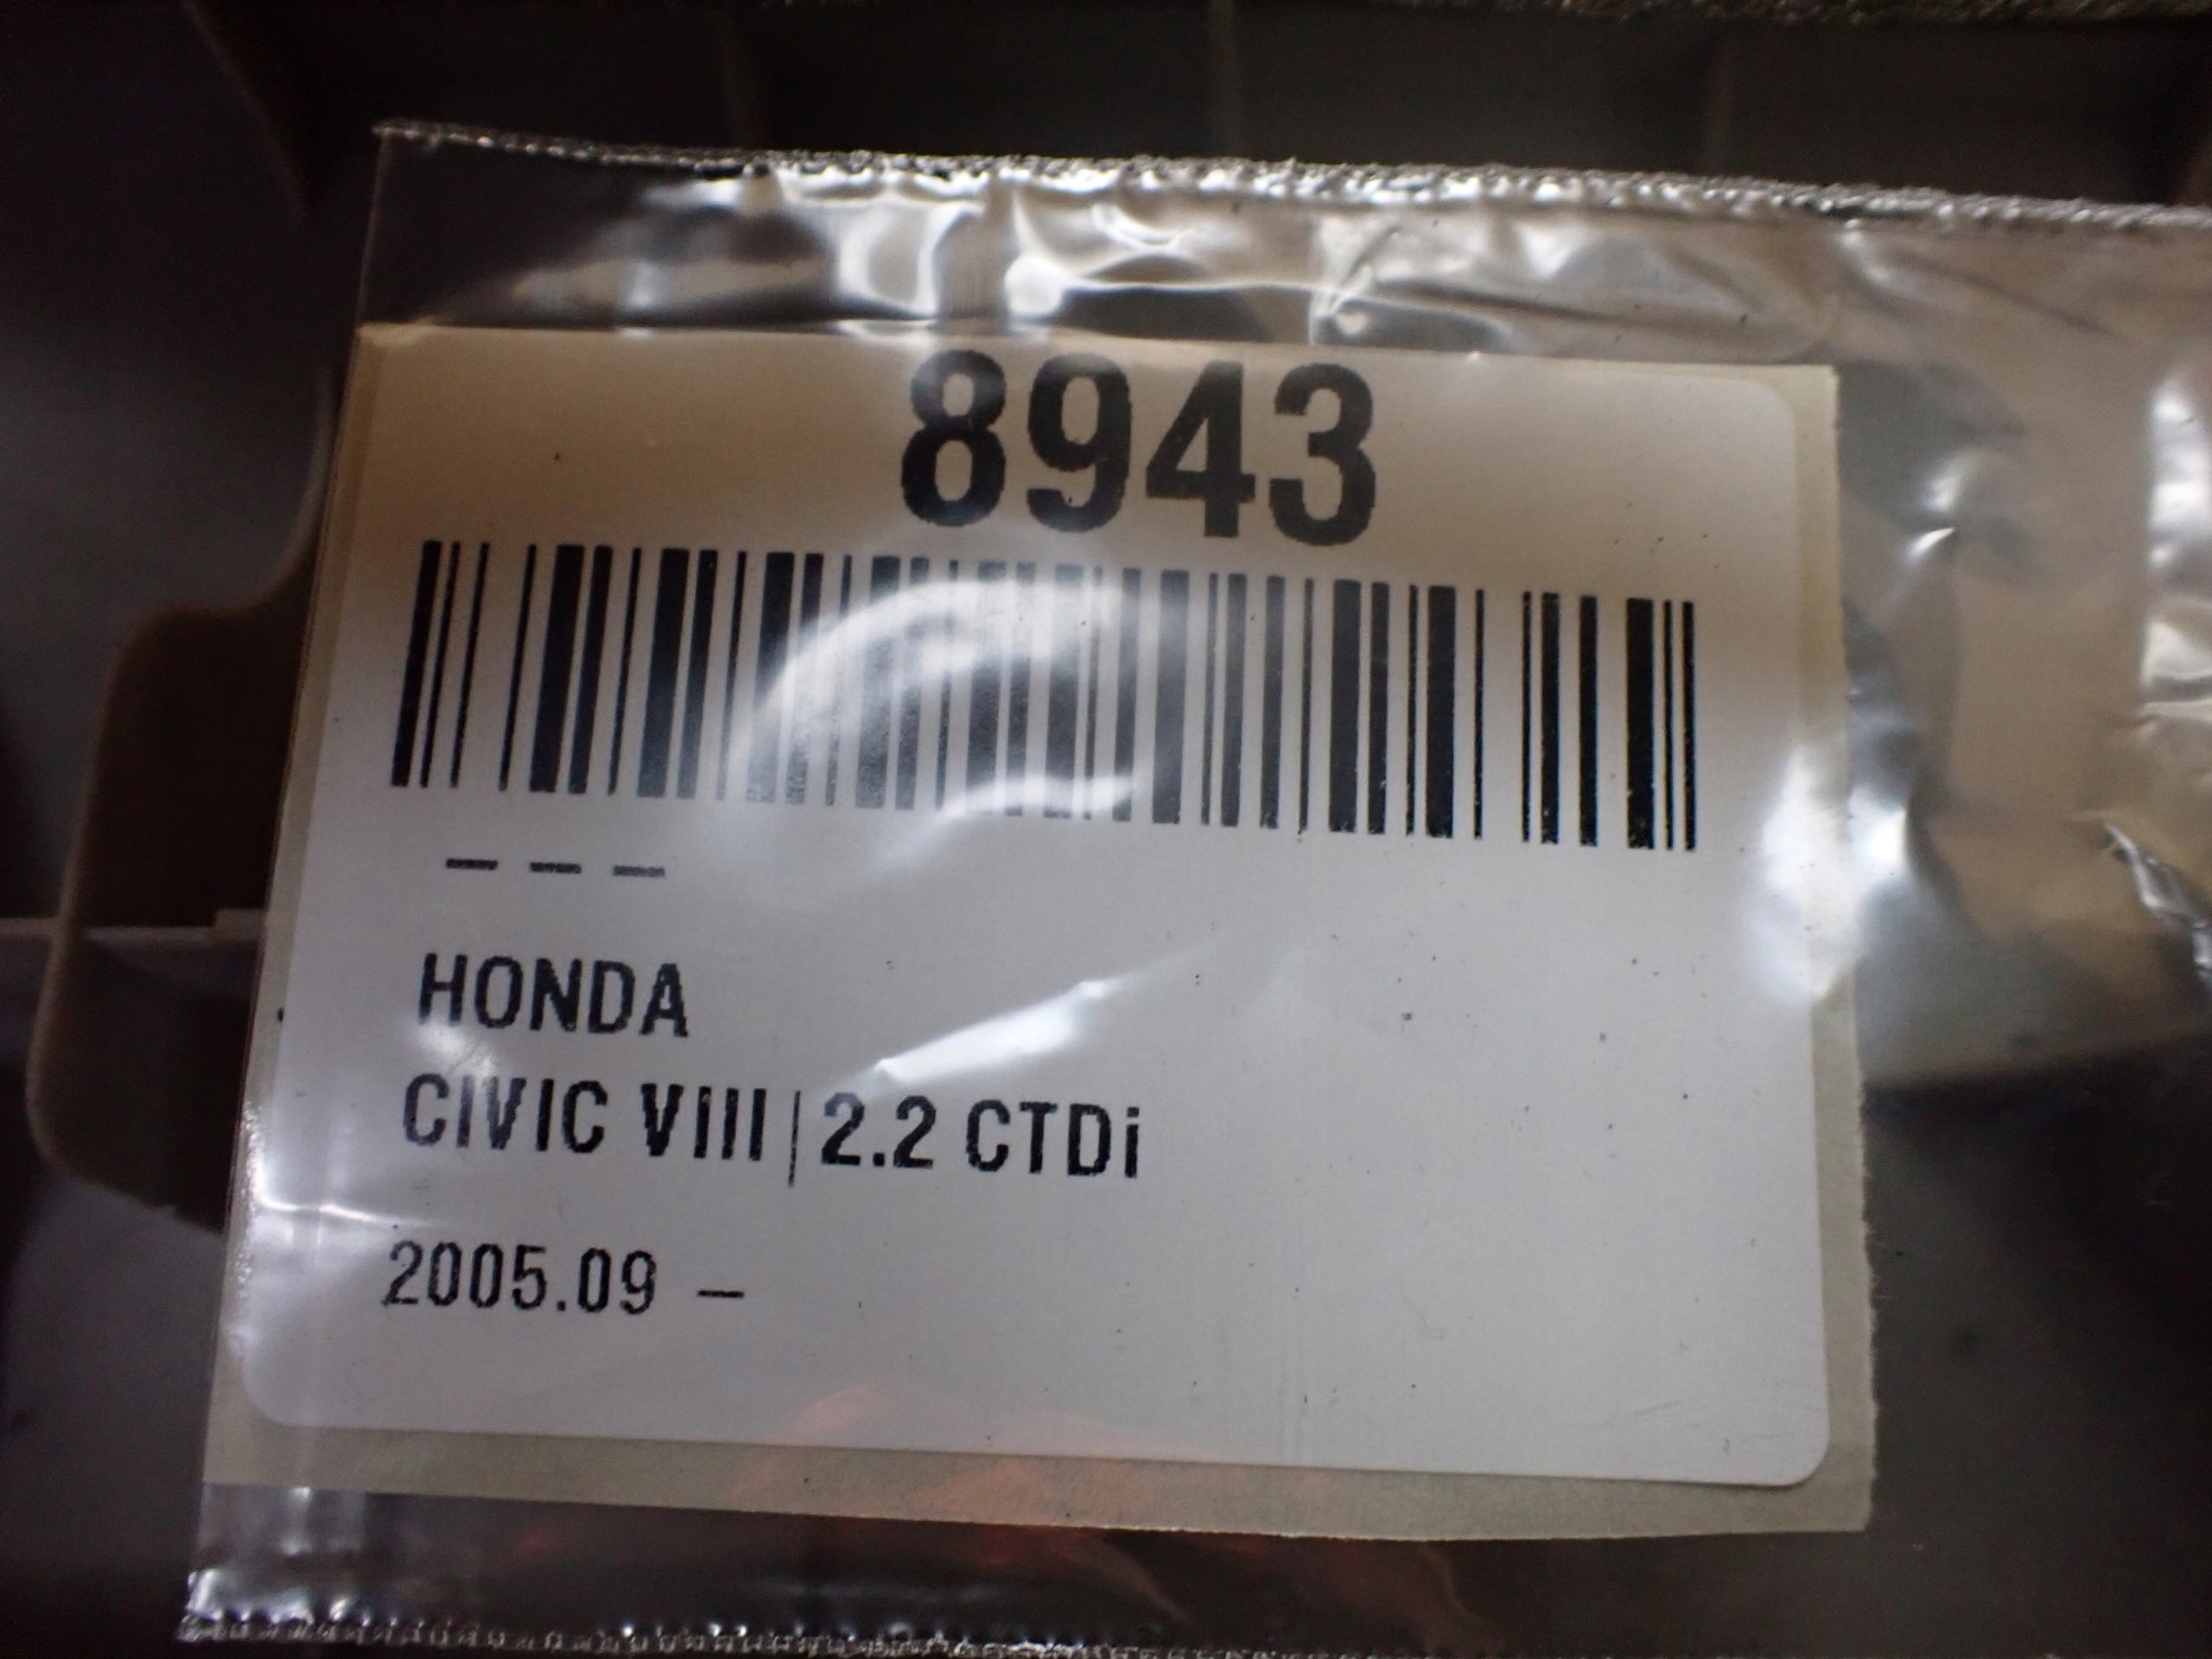 8943
– – –
HONDA
CIVIC VIII | 2.2 CTDi
2005.09 –